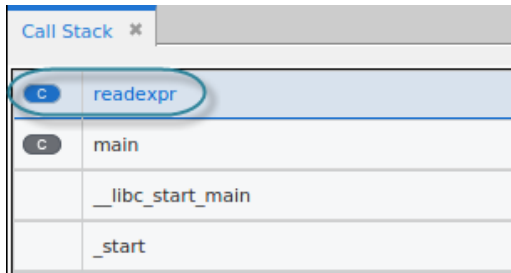 Call Stack ✖
C readexpr
C main
__libc_start_main
_start